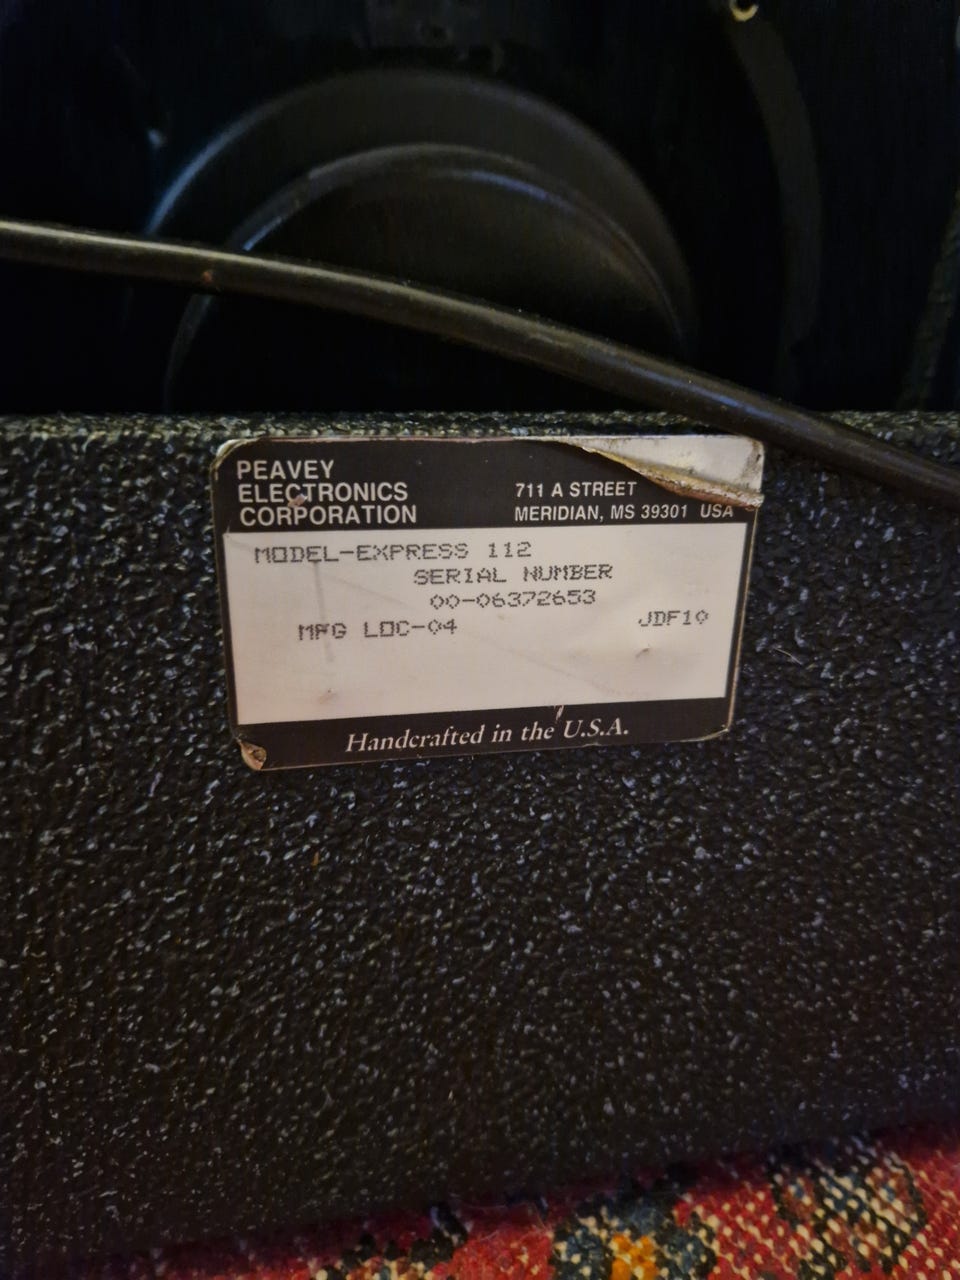 PEAVEY
ELECTRONICS
CORPORATION
711 A STREET
MERIDIAN, MS 39301 USA
MODEL-EXPRESS 112
SERIAL NUMBER
00-06372653
MFG LOC-04 JDF10
Handcrafted in the U.S.A.